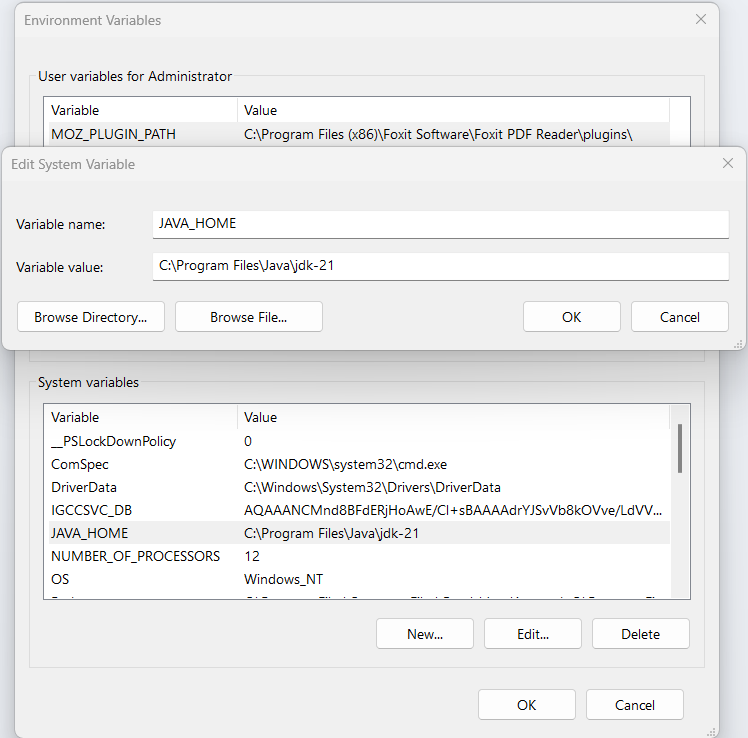 Environment Variables
User variables for Administrator
Variable Value
MOZ_PLUGIN_PATH C:\Program Files (x86)\Foxit Software\Foxit PDF Reader\plugins\
Edit System Variable
Variable name: JAVA_HOME
Variable value: C:\Program Files\Java\jdk-21
Browse Directory... Browse File... OK Cancel
System variables
Variable Value
__PSLockDownPolicy 0
ComSpec C:\WINDOWS\system32\cmd.exe
DriverData C:\Windows\System32\Drivers\DriverData
IGCCSVC_DB AQAAANCMnd8BFdERjHoAwE/Cl+sBAAAAdrYJSvVb8kOVve/LdVV...
JAVA_HOME C:\Program Files\Java\jdk-21
NUMBER_OF_PROCESSORS 12
OS Windows_NT
New... Edit... Delete
OK Cancel